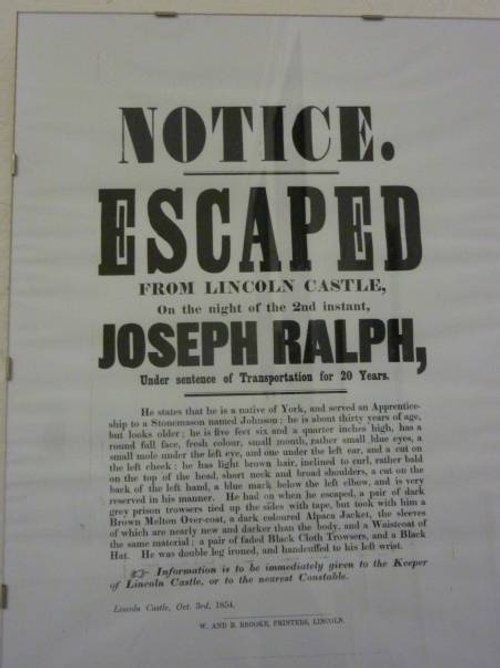 NOTICE.
ESCAPED
FROM LINCOLN CASTLE,
On the night of the 2nd instant,
JOSEPH RALPH,
Under sentence of Transportation for 20 Years.
He states that he is a native of York, and served an Apprentice-
ship to a Stonemason named Johnson; he is about thirty years of age,
but looks older; he is five feet six and a quarter inches high, has a
round full face, fresh colour, small mouth, rather small blue eyes, a
small mole under the left eye, and one under the left ear, and a cut on
the left cheek; he has light brown hair, inclined to curl, rather bald
on the top of the head, short neck and broad shoulders, a cut on the
back of the left hand, a blue mark below the left elbow, and is very
reserved in his manner. He had on when he escaped, a pair of dark
grey prison trowsers tied up the sides with tape, but took with him a
Brown Melton Over-coat, a dark coloured Alpaca Jacket, the sleeves
of which are nearly new and darker than the body, and a Waistcoat of
the same material; a pair of faded Black Cloth Trowsers, and a Black
Hat. He was double leg ironed, and handcuffed to his left wrist.
☞ Information is to be immediately given to the Keeper
of Lincoln Castle, or to the nearest Constable.
Lincoln Castle, Oct. 3rd, 1854.
W. AND B. BROOKE, PRINTERS, LINCOLN.